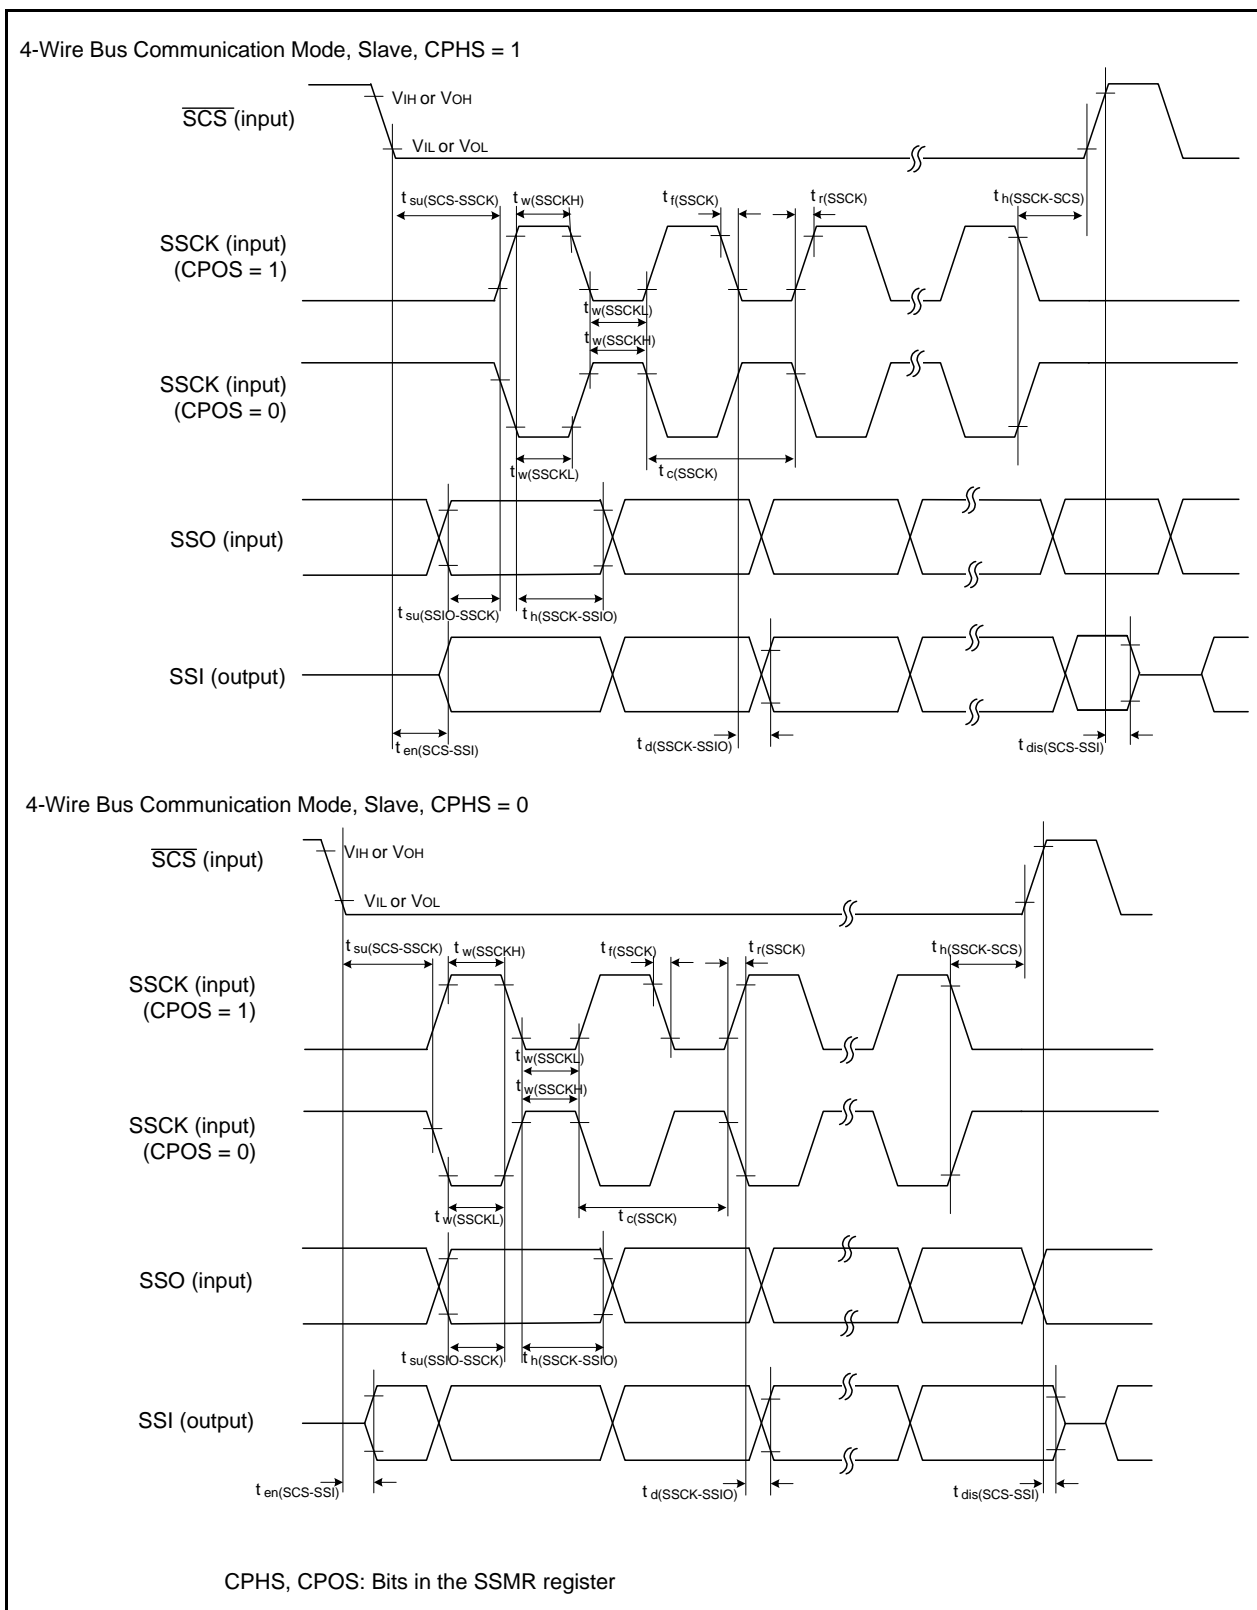 4-Wire Bus Communication Mode, Slave, CPHS = 1
SCS (input)
VIH or VOH
VIL or VOL
tsu(SCS-SSCK)
tw(SSCKH)
tf(SSCK)
tr(SSCK)
th(SSCK-SCS)
SSCK (input)
(CPOS = 1)
tw(SSCKL)
tw(SSCKH)
SSCK (input)
(CPOS = 0)
tw(SSCKL)
tc(SSCK)
SSO (input)
tsu(SSIO-SSCK)
th(SSCK-SSIO)
SSI (output)
ten(SCS-SSI)
td(SSCK-SSIO)
tdis(SCS-SSI)
4-Wire Bus Communication Mode, Slave, CPHS = 0
SCS (input)
VIH or VOH
VIL or VOL
tsu(SCS-SSCK)
tw(SSCKH)
tf(SSCK)
tr(SSCK)
th(SSCK-SCS)
SSCK (input)
(CPOS = 1)
tw(SSCKL)
tw(SSCKH)
SSCK (input)
(CPOS = 0)
tw(SSCKL)
tc(SSCK)
SSO (input)
tsu(SSIO-SSCK)
th(SSCK-SSIO)
SSI (output)
ten(SCS-SSI)
td(SSCK-SSIO)
tdis(SCS-SSI)
CPHS, CPOS: Bits in the SSMR register